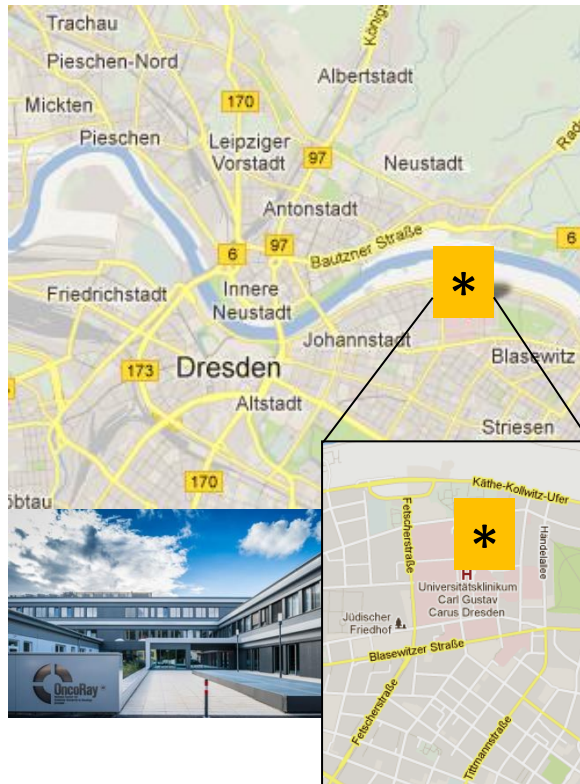 Trachau
Pieschen-Nord
Königs
Albertstadt
Mickten
170
Pieschen
Leipziger
Vorstadt
97
Neustadt
Rade
Antonstadt
Bautzner Straße
6
97
6
*
Friedrichstadt
Innere
Neustadt
Johannstadt
Blasewitz
173
Dresden
Altstadt
Striesen
170
öbtau
Käthe-Kollwitz-Ufer
Fetscherstraße
*
Händelallee
H
Universitätsklinikum
Carl Gustav
Carus Dresden
Jüdischer
Friedhof
Blasewitzer Straße
OncoRay
Fetscherstraße
Tittmannstraße